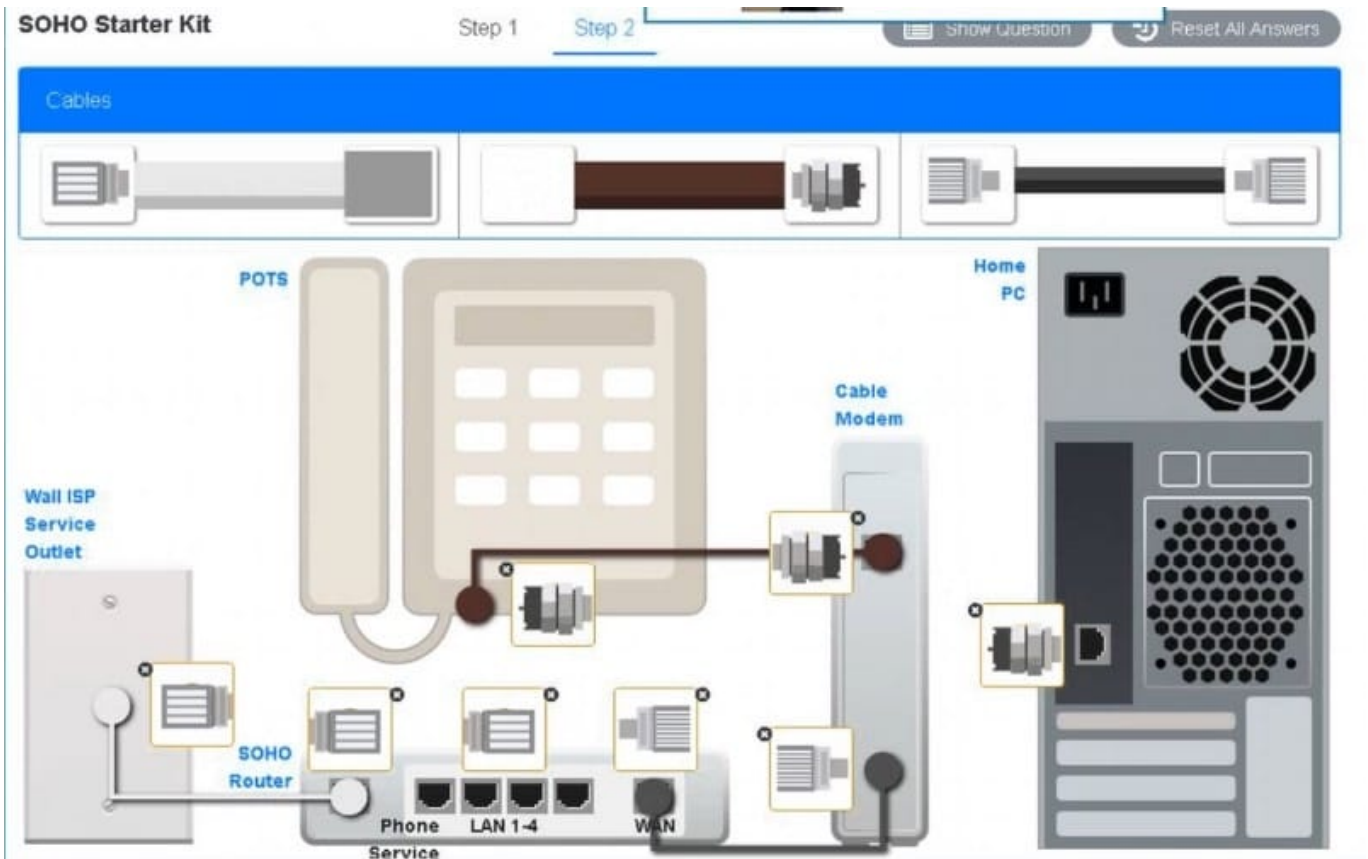 SOHO Starter Kit
Step 1
Step 2
Show Question
Reset All Answers
Cables
POTS
Home
PC
Cable
Modem
Wall ISP
Service
Outlet
SOHO
Router
Phone
Service
LAN 1-4
WAN